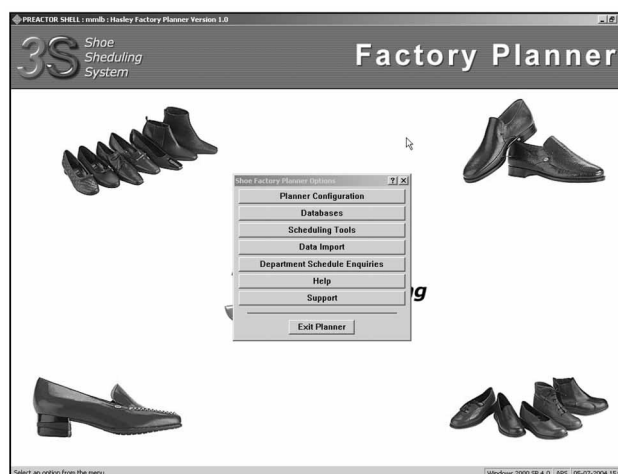 PREACTOR SHELL : mmlb : Hasley Factory Planner Version 1.0
3S
Shoe
Sheduling
System
Factory Planner
Shoe Factory Planner Options
Planner Configuration
Databases
Scheduling Tools
Data Import
Department Schedule Enquiries
Help
Support
Exit Planner
Select an option from the menu
Windows 2000 SP 4.0
APS